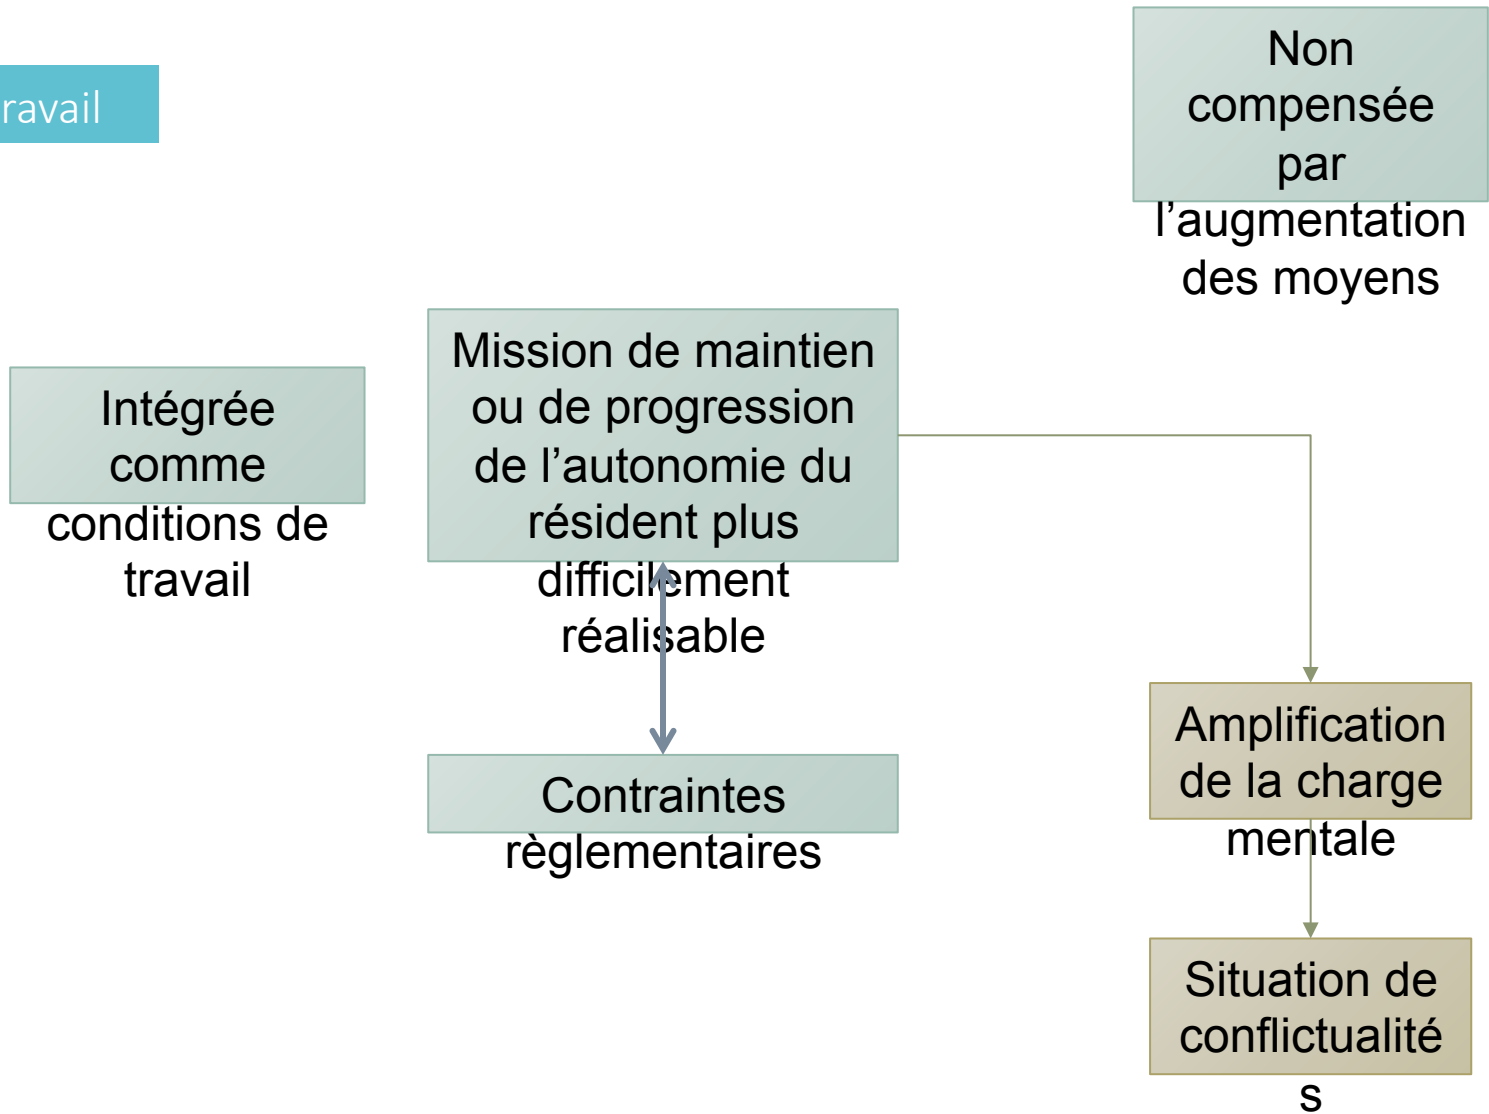 ravail
Non
compensée
par
l’augmentation
des moyens
Intégrée
comme
conditions de
travail
Mission de maintien
ou de progression
de l’autonomie du
résident plus
difficilement
réalisable
Contraintes
règlementaires
Amplification
de la charge
mentale
Situation de
conflictualité
s